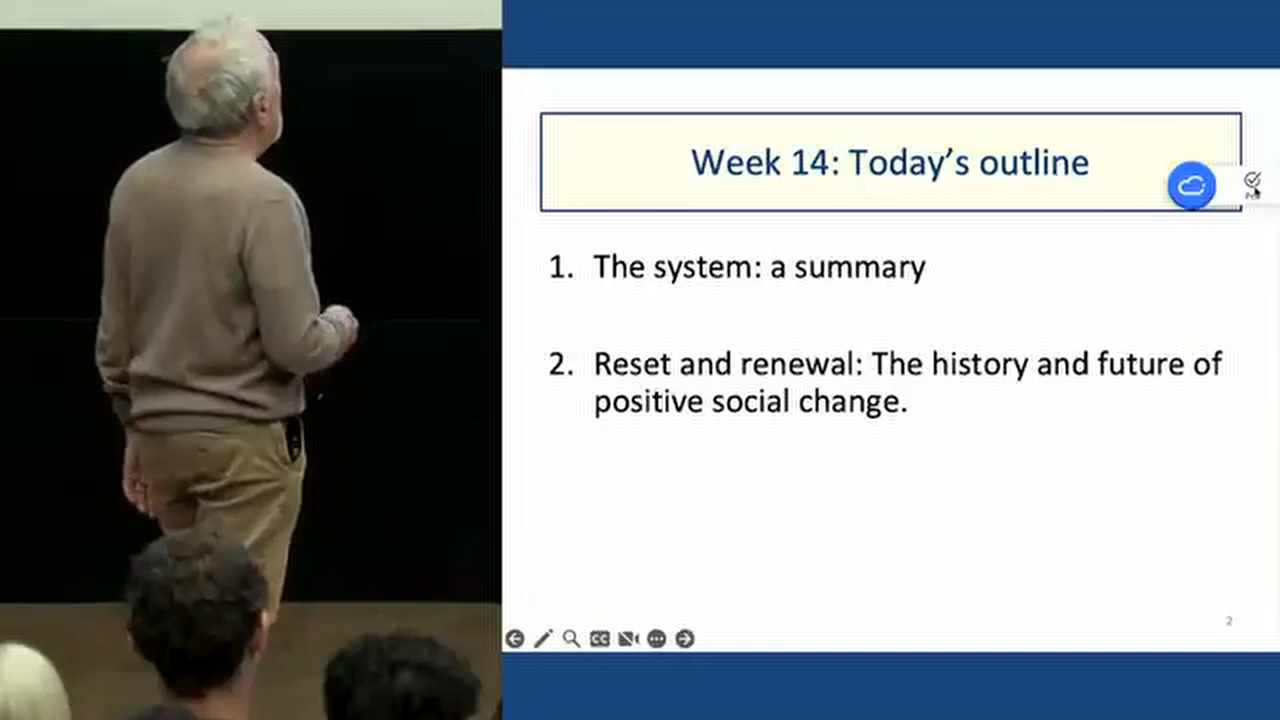 Week 14: Today's outline
1. The system: a summary
2. Reset and renewal: The history and future of
positive social change.
CC
2